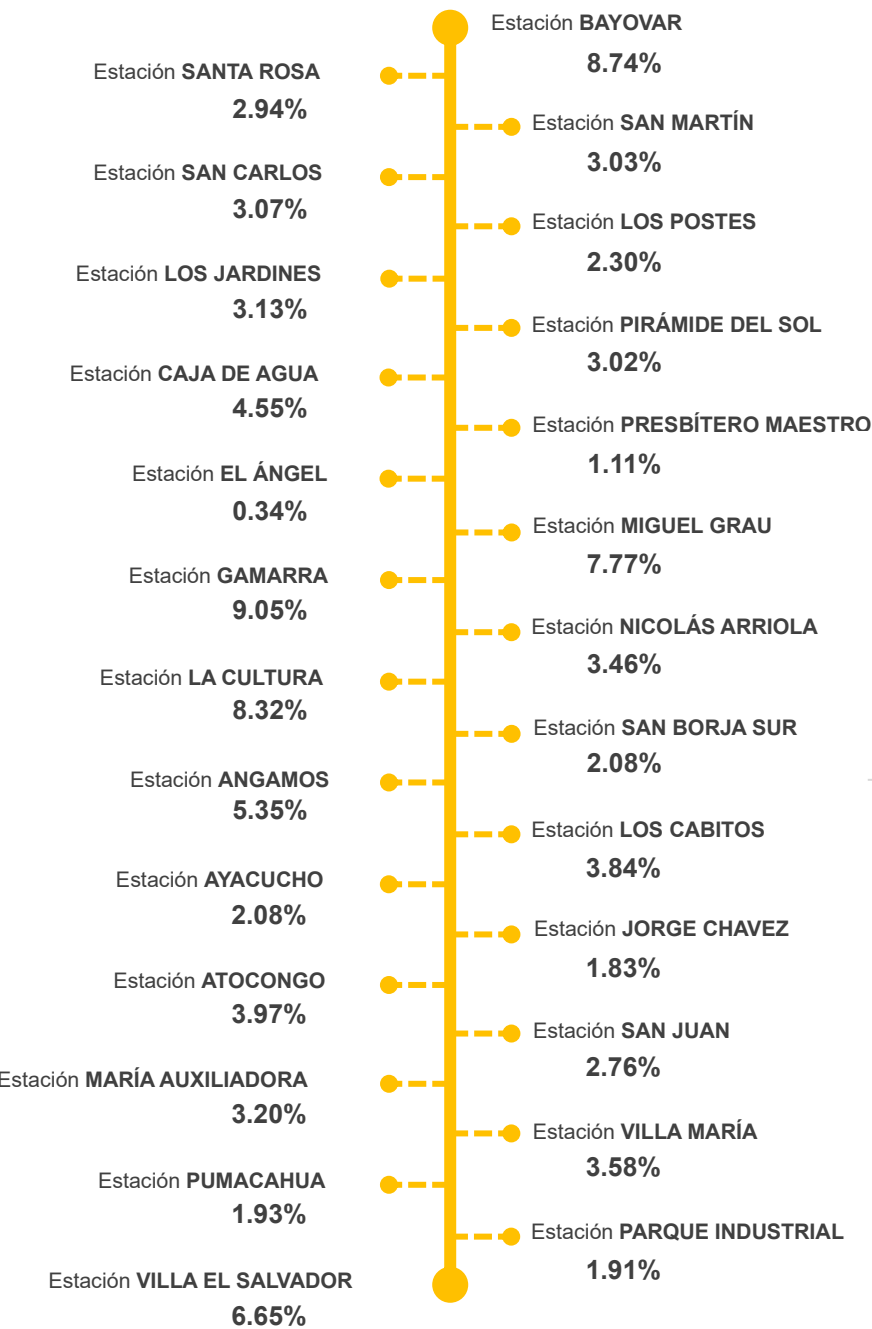 Estación BAYOVAR
8.74%
Estación SANTA ROSA
2.94%
Estación SAN MARTÍN
3.03%
Estación SAN CARLOS
3.07%
Estación LOS POSTES
2.30%
Estación LOS JARDINES
3.13%
Estación PIRÁMIDE DEL SOL
3.02%
Estación CAJA DE AGUA
4.55%
Estación PRESBÍTERO MAESTRO
1.11%
Estación EL ÁNGEL
0.34%
Estación MIGUEL GRAU
7.77%
Estación GAMARRA
9.05%
Estación NICOLÁS ARRIOLA
3.46%
Estación LA CULTURA
8.32%
Estación SAN BORJA SUR
2.08%
Estación ANGAMOS
5.35%
Estación LOS CABITOS
3.84%
Estación AYACUCHO
2.08%
Estación JORGE CHAVEZ
1.83%
Estación ATOCONGO
3.97%
Estación SAN JUAN
2.76%
Estación MARÍA AUXILIADORA
3.20%
Estación VILLA MARÍA
3.58%
Estación PUMACAHUA
1.93%
Estación PARQUE INDUSTRIAL
1.91%
Estación VILLA EL SALVADOR
6.65%